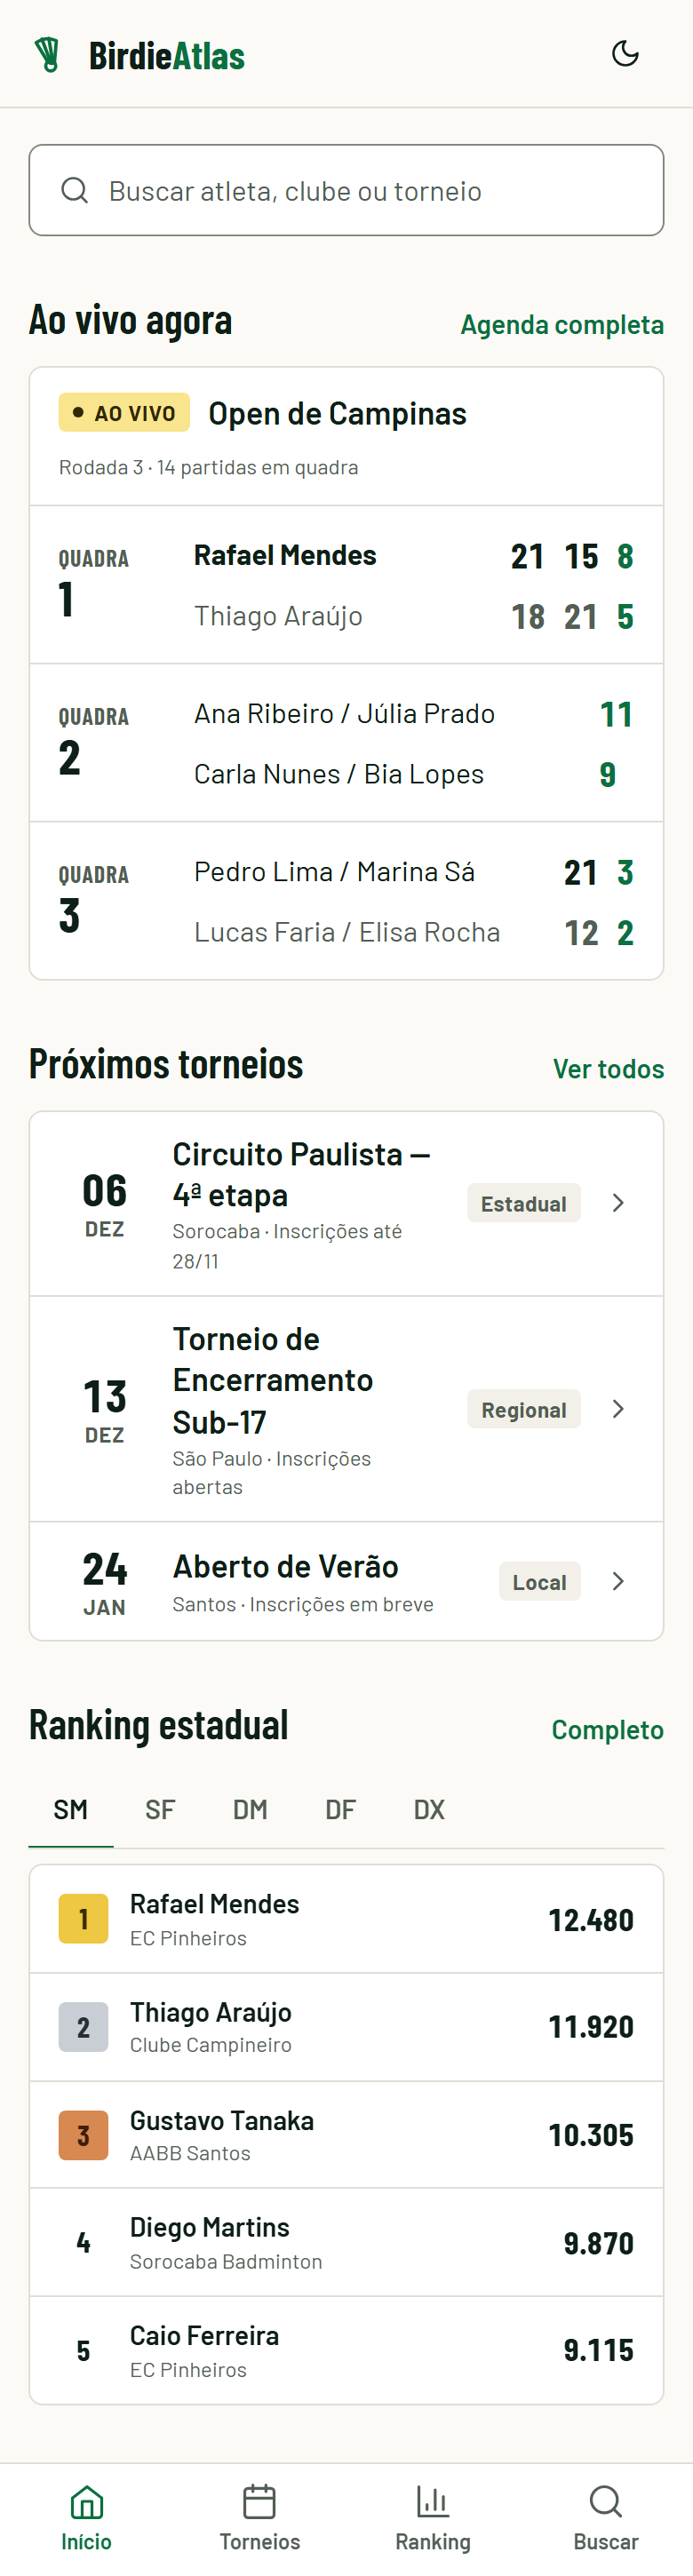 BirdieAtlas
Buscar atleta, clube ou torneio
Ao vivo agora
Agenda completa
AO VIVO
Open de Campinas
Rodada 3 · 14 partidas em quadra
QUADRA
1
Rafael Mendes
21 15 8
Thiago Araújo
18 21 5
QUADRA
2
Ana Ribeiro / Júlia Prado
11
Carla Nunes / Bia Lopes
9
QUADRA
3
Pedro Lima / Marina Sá
21 3
Lucas Faria / Elisa Rocha
12 2
Próximos torneios
Ver todos
06
DEZ
Circuito Paulista —
4ª etapa
Sorocaba · Inscrições até
28/11
Estadual
13
DEZ
Torneio de
Encerramento
Sub-17
São Paulo · Inscrições
abertas
Regional
24
JAN
Aberto de Verão
Santos · Inscrições em breve
Local
Ranking estadual
Completo
SM SF DM DF DX
1
Rafael Mendes
EC Pinheiros
12.480
2
Thiago Araújo
Clube Campineiro
11.920
3
Gustavo Tanaka
AABB Santos
10.305
4
Diego Martins
Sorocaba Badminton
9.870
5
Caio Ferreira
EC Pinheiros
9.115
Início
Torneios
Ranking
Buscar